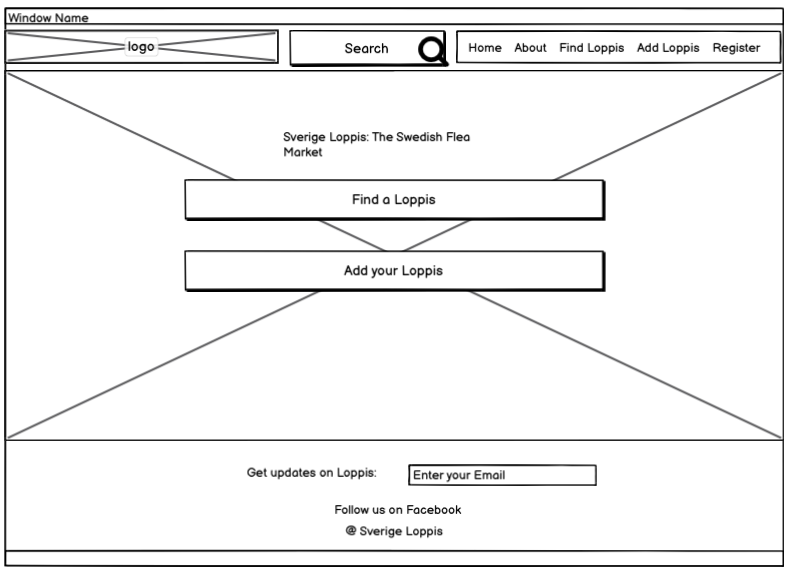 Window Name
logo
Search
Home About Find Loppis Add Loppis Register
Sverige Loppis: The Swedish Flea
Market
Find a Loppis
Add your Loppis
Get updates on Loppis: Enter your Email
Follow us on Facebook
@ Sverige Loppis